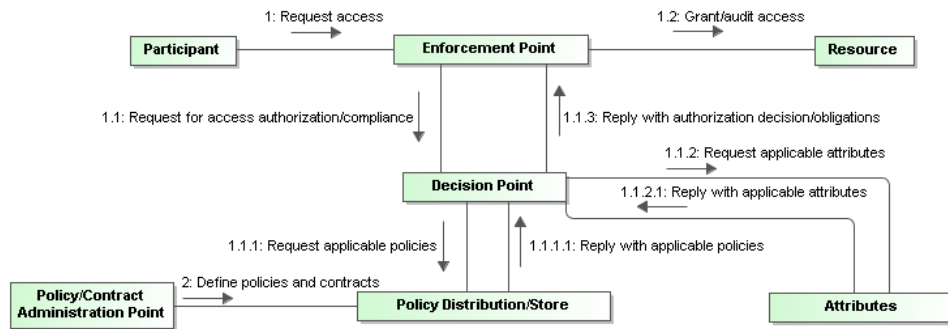 1: Request access
1.2: Grant/audit access
Participant
Enforcement Point
Resource
1.1: Request for access authorization/compliance
1.1.3: Reply with authorization decision/obligations
1.1.2: Request applicable attributes
Decision Point
1.1.2.1: Reply with applicable attributes
1.1.1: Request applicable policies
1.1.1.1: Reply with applicable policies
2: Define policies and contracts
Policy/Contract
Administration Point
Policy Distribution/Store
Attributes